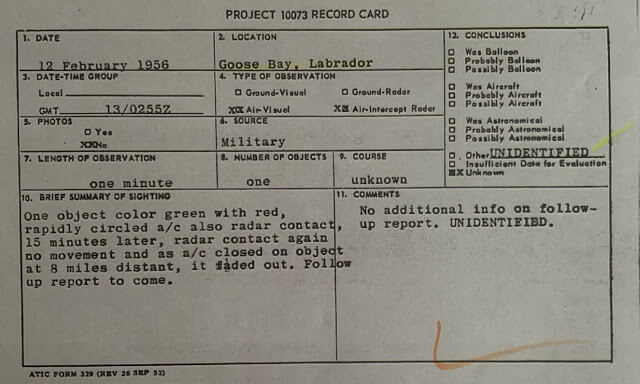 PROJECT 10073 RECORD CARD
1. DATE
12 February 1956
2. LOCATION
Goose Bay, Labrador
12. CONCLUSIONS
□ Was Balloon
□ Probably Balloon
□ Possibly Balloon
□ Was Aircraft
□ Probably Aircraft
□ Possibly Aircraft
□ Was Astronomical
□ Probably Astronomical
□ Possibly Astronomical
□ Other UNIDENTIFIED
□ Insufficient Data for Evaluation
XX Unknown
3. DATE-TIME GROUP
Local
GMT 13/0255Z
4. TYPE OF OBSERVATION
□ Ground-Visual □ Ground-Radar
XX Air-Visual XX Air-Intercept Radar
5. PHOTOS
□ Yes
XXNo
6. SOURCE
Military
7. LENGTH OF OBSERVATION
one minute
8. NUMBER OF OBJECTS
one
9. COURSE
unknown
10. BRIEF SUMMARY OF SIGHTING
One object color green with red,
rapidly circled a/c also radar contact,
15 minutes later, radar contact again
no movement and as a/c closed on object
at 8 miles distant, it faded out. Follow
up report to come.
11. COMMENTS
No additional info on follow-
up report. UNIDENTIFIED.
ATIC FORM 329 (REV 26 SEP 52)